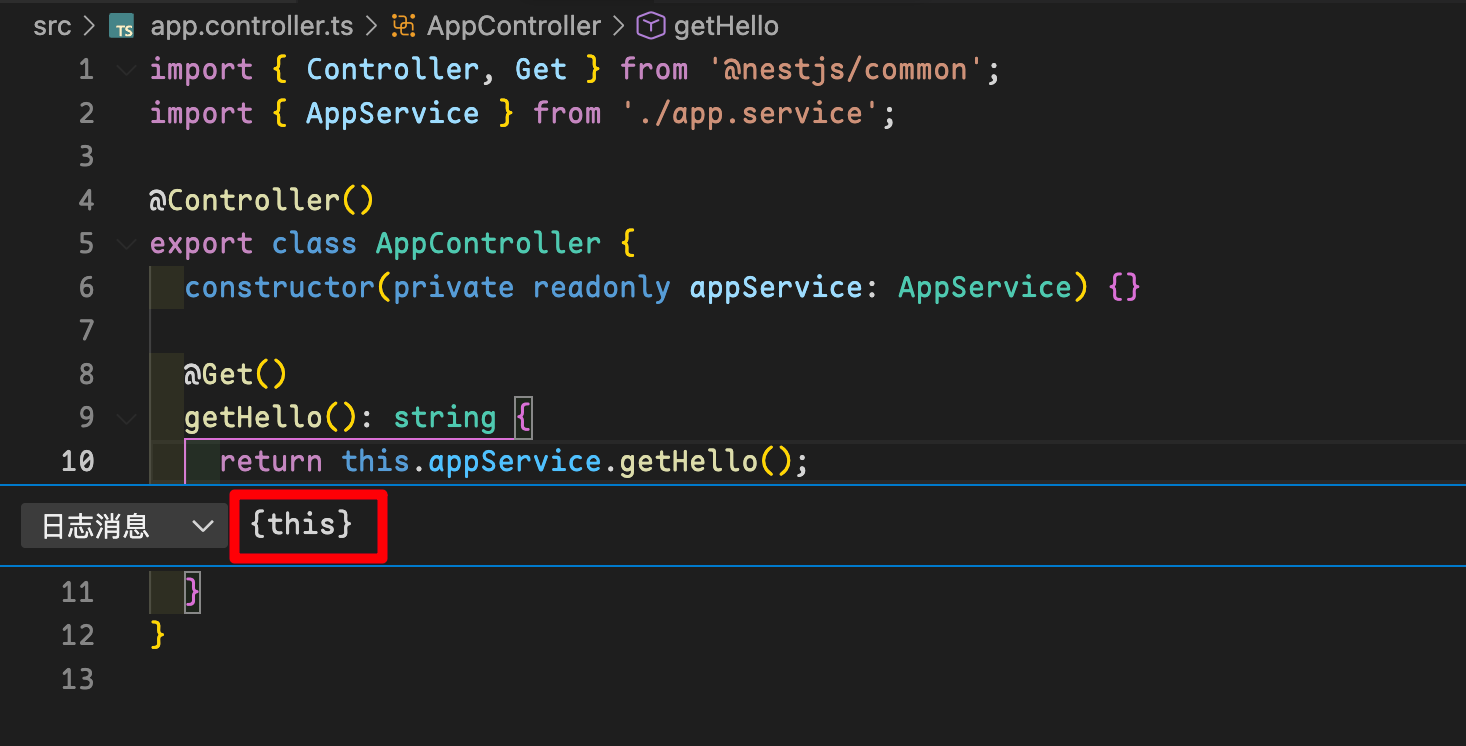 src > TS app.controller.ts > AppController > getHello
1 import { Controller, Get } from '@nestjs/common';
2 import { AppService } from './app.service';
3
4 @Controller()
5 export class AppController {
6 constructor(private readonly appService: AppService) {}
7
8 @Get()
9 getHello(): string {
10 return this.appService.getHello();
日志消息 {this}
11 }
12 }
13